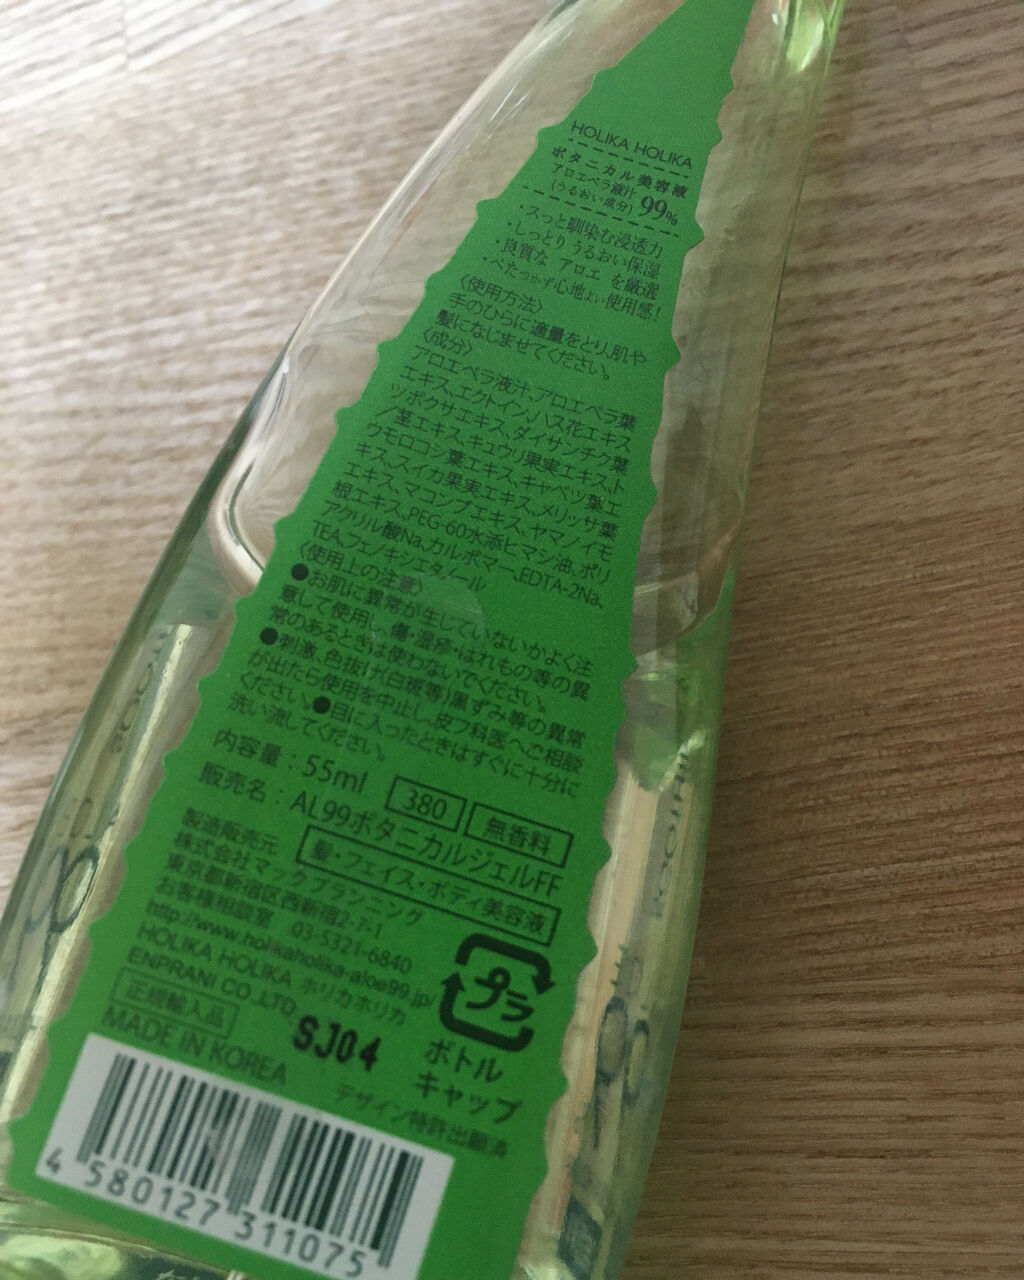 HOLIKA HOLIKA
ボタニカル美容液
アロエベラ液汁
(うるおい成分) 99%
・スっと馴染む浸透力
・しっとりうるおい保湿
・良質な アロエ を厳選
・べたつかず心地よい使用感！
〈使用方法〉
手のひらに適量をとり、肌や
髪になじませてください。
〈成分〉
アロエベラ液汁、アロエベラ葉
エキス、エクトイン、ハス花エキス、
ツボクサエキス、ダイサンチク葉
/茎エキス、キュウリ果実エキス、ト
ウモロコシ葉エキス、キャベツ葉エ
キス、スイカ果実エキス、メリッサ葉
エキス、マコンブエキス、ヤマノイモ
根エキス、PEG-60水添ヒマシ油、ポリ
アクリル酸Na、カルボマー、EDTA-2Na、
TEA、フェノキシエタノール
〈使用上の注意〉
●お肌に異常が生じていないかよく注
意して使用し、傷・湿疹・はれもの等の異
常のあるときは使わないでください。
●刺激、色抜け(白斑等)黒ずみ等の異常
が出たら使用を中止し、皮フ科医へご相談
ください。●目に入ったときはすぐに十分に
洗い流してください。
内容量：55ml 380 無香料
販売名：AL99ボタニカルジェルFF
髪・フェイス・ボディ美容液
製造販売元
株式会社マックプランニング
東京都新宿区西新宿2-7-1
お客様相談室 03-5321-6840
http://www.holikaholika-aloe99.jp/
HOLIKA HOLIKA ホリカホリカ
ENPRANI CO.,LTD.
正規輸入品
MADE IN KOREA
SJ04
プラ
ボトル
キャップ
デザイン特許出願済
4 580127 311075